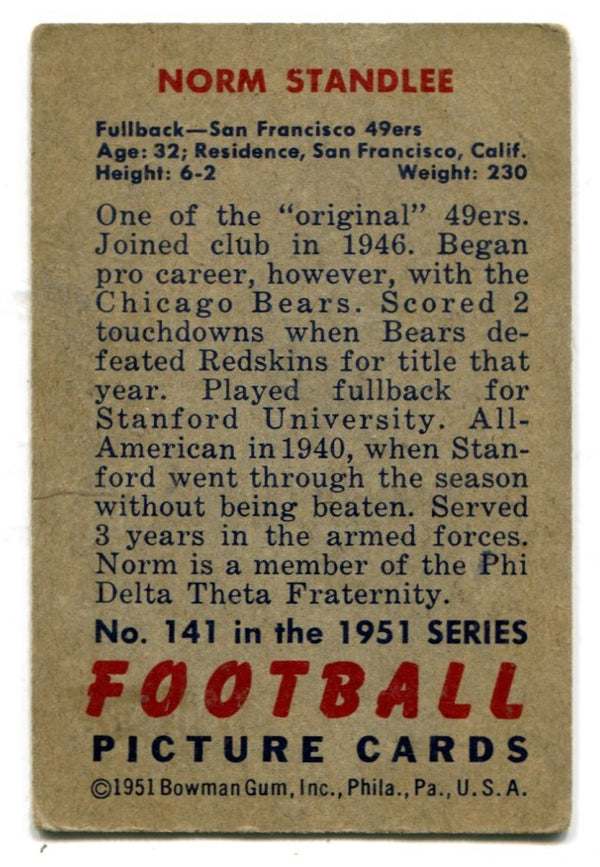 NORM STANDLEE
Fullback—San Francisco 49ers
Age: 32; Residence, San Francisco, Calif.
Height: 6-2 Weight: 230
One of the “original” 49ers.
Joined club in 1946. Began
pro career, however, with the
Chicago Bears. Scored 2
touchdowns when Bears de-
feated Redskins for title that
year. Played fullback for
Stanford University. All-
American in 1940, when Stan-
ford went through the season
without being beaten. Served
3 years in the armed forces.
Norm is a member of the Phi
Delta Theta Fraternity.
No. 141 in the 1951 SERIES
FOOTBALL
PICTURE CARDS
©1951 Bowman Gum, Inc., Phila., Pa., U.S.A.